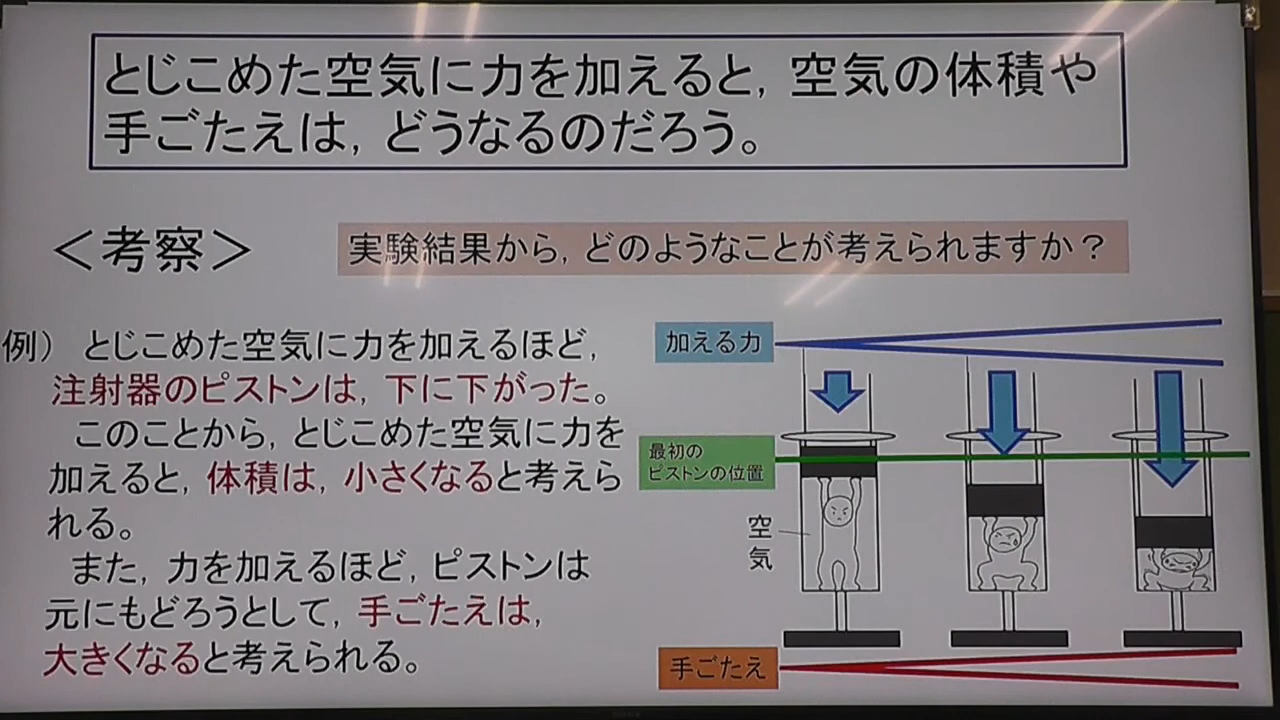 とじこめた空気に力を加えると，空気の体積や
手ごたえは，どうなるのだろう。
＜考察＞
実験結果から，どのようなことが考えられますか？
例） とじこめた空気に力を加えるほど，
注射器のピストンは，下に下がった。
このことから，とじこめた空気に力を
加えると，体積は，小さくなると考えら
れる。
また，力を加えるほど，ピストンは
元にもどろうとして，手ごたえは，
大きくなると考えられる。
加える力
最初の
ピストンの位置
空
気
手ごたえ